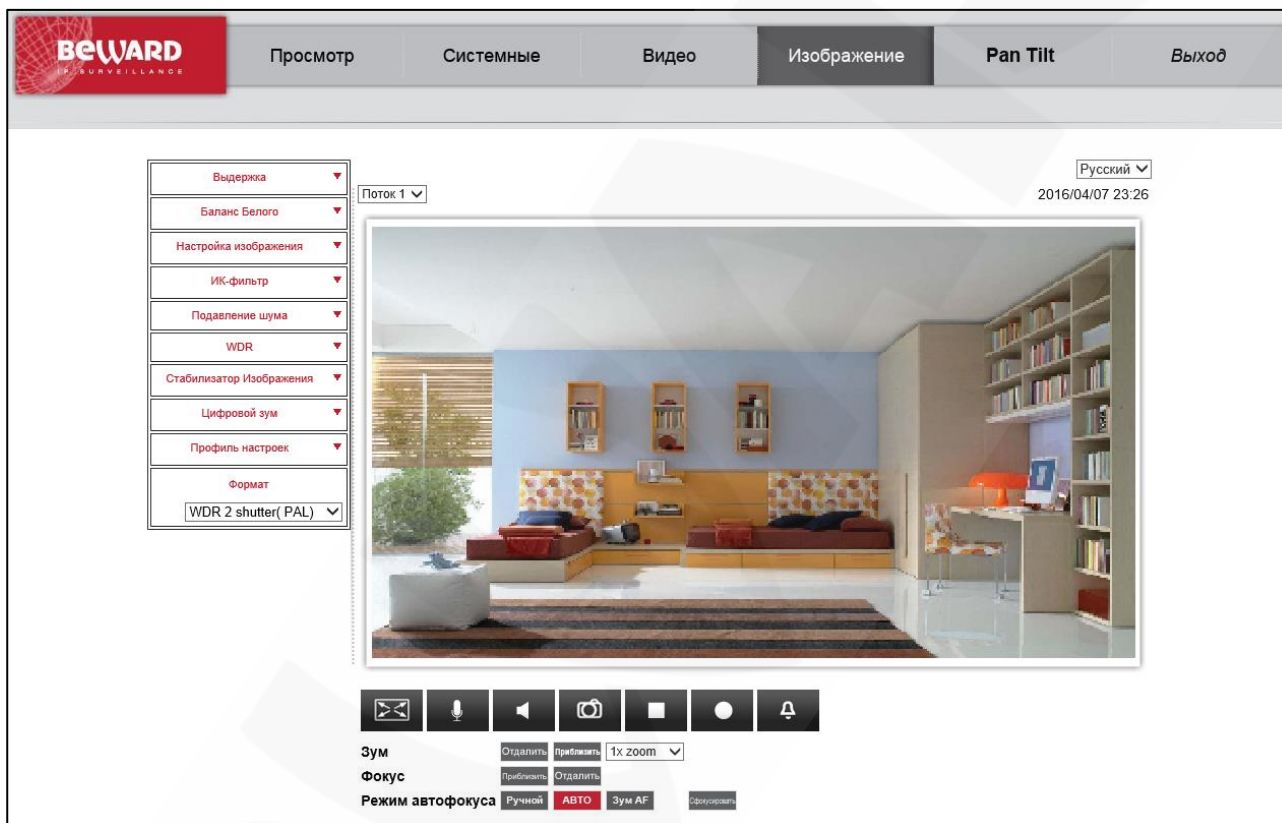 BEWARD
IP SURVEILLANCE
Просмотр Системные Видео Изображение Pan Tilt Выход
Русский
Поток 1
2016/04/07 23:26
Выдержка
Баланс Белого
Настройка изображения
ИК-фильтр
Подавление шума
WDR
Стабилизатор Изображения
Цифровой зум
Профиль настроек
Формат
WDR 2 shutter( PAL)
Зум Отдалить Приблизить 1x zoom
Фокус Приблизить Отдалить
Режим автофокуса Ручной АВТО Зум AF Сфокусировать